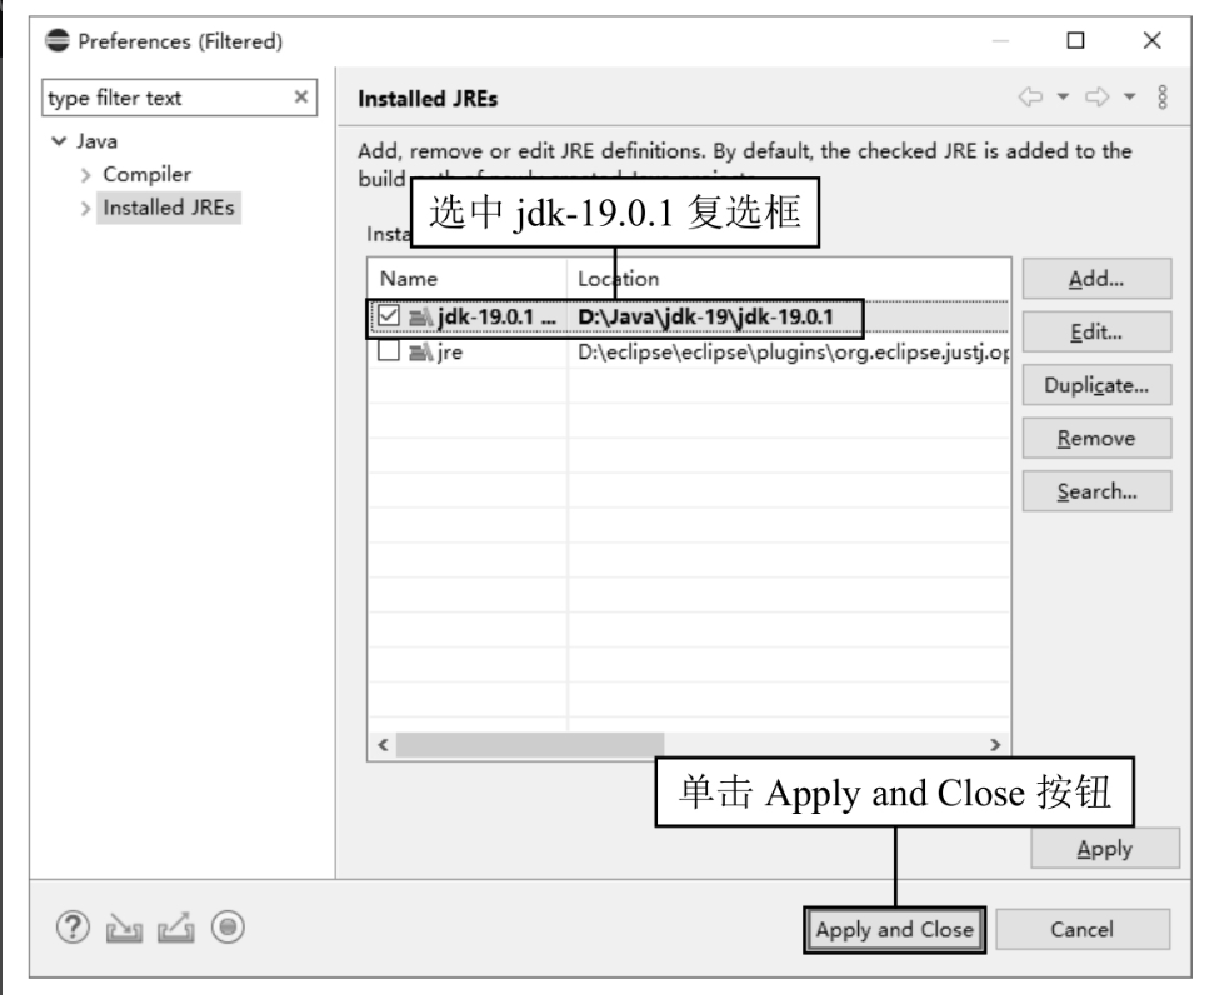 Preferences (Filtered)
type filter text
Java
Compiler
Installed JREs
Installed JREs
Add, remove or edit JRE definitions. By default, the checked JRE is added to the
build
选中 jdk-19.0.1 复选框
Insta
Name Location
jdk-19.0.1 ... D:\Java\jdk-19\jdk-19.0.1
jre D:\eclipse\eclipse\plugins\org.eclipse.justj.op
Add...
Edit...
Duplicate...
Remove
Search...
单击 Apply and Close 按钮
Apply
Apply and Close
Cancel